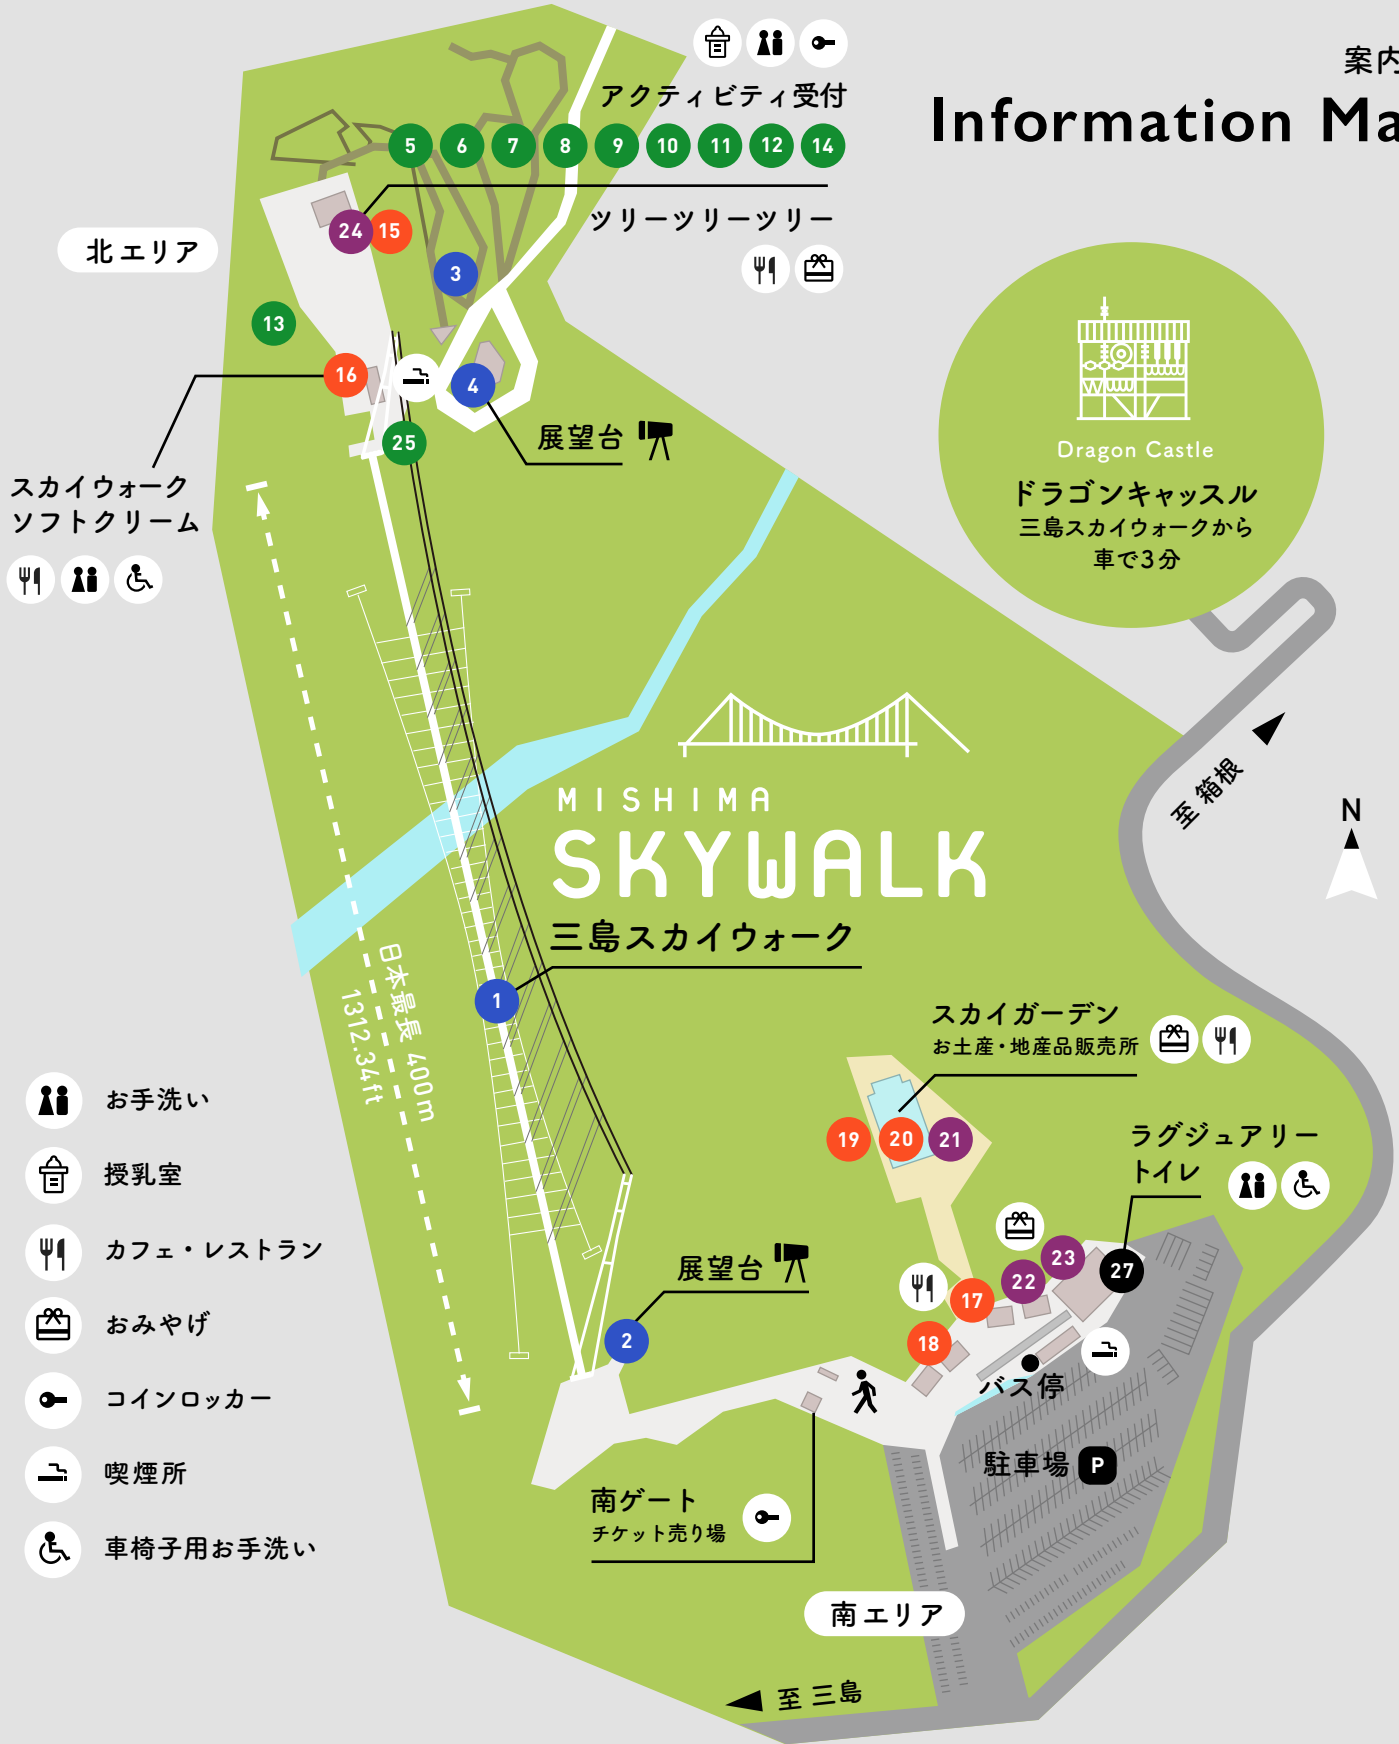 案内
Information Ma
アクティビティ受付
5 6 7 8 9 10 11 12 14
ツリーツリーツリー
24 15
北エリア
3
13
16
4
展望台
25
スカイウォーク
ソフトクリーム
Dragon Castle
ドラゴンキャッスル
三島スカイウォークから
車で3分
至 箱根
N
MISHIMA
SKYWALK
三島スカイウォーク
1
日本最長 400m
1312.34ft
スカイガーデン
お土産・地産品販売所
19 20 21
ラグジュアリー
トイレ
23
22
27
17
18
展望台
2
バス停
駐車場 P
南ゲート
チケット売り場
南エリア
至 三島
お手洗い
授乳室
カフェ・レストラン
おみやげ
コインロッカー
喫煙所
車椅子用お手洗い